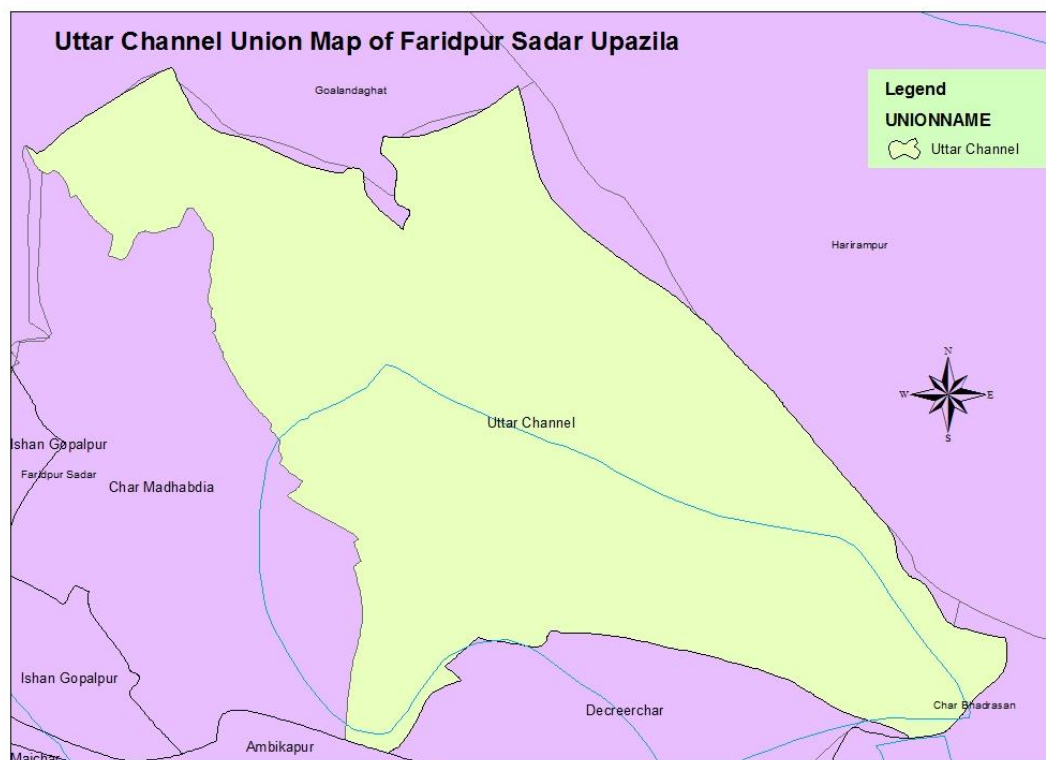 Uttar Channel Union Map of Faridpur Sadar Upazila
Goalandaghat
Legend
UNIONNAME
Uttar Channel
Harirampur
N
W E
S
Uttar Channel
Ishan Gopalpur
Faridpur Sadar
Char Madhabdia
Ishan Gopalpur
Decreerchar
Char Bhadrasan
Ambikapur
Majchar